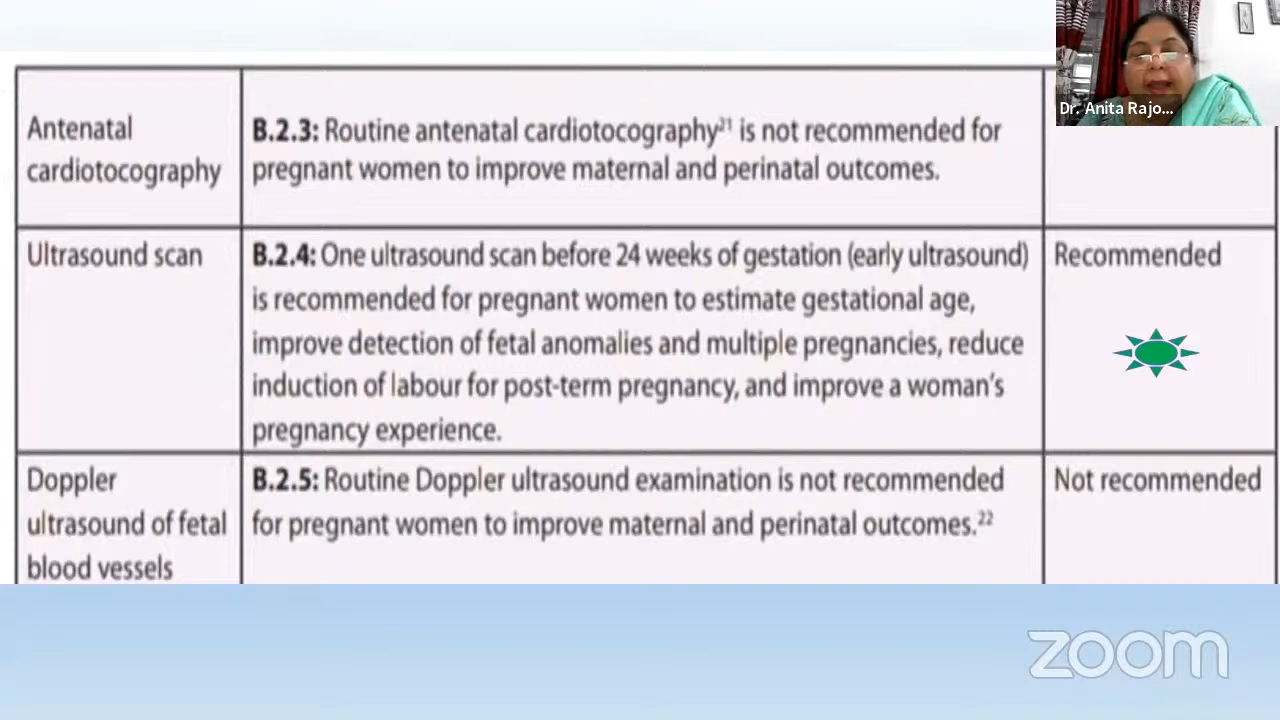 Dr. Anita Rajo...
Antenatal
cardiotocography
B.2.3: Routine antenatal cardiotocography²¹ is not recommended for
pregnant women to improve maternal and perinatal outcomes.
Ultrasound scan
B.2.4: One ultrasound scan before 24 weeks of gestation (early ultrasound)
is recommended for pregnant women to estimate gestational age,
improve detection of fetal anomalies and multiple pregnancies, reduce
induction of labour for post-term pregnancy, and improve a woman's
pregnancy experience.
Recommended
Doppler
ultrasound of fetal
blood vessels
B.2.5: Routine Doppler ultrasound examination is not recommended
for pregnant women to improve maternal and perinatal outcomes.²²
Not recommended
zoom